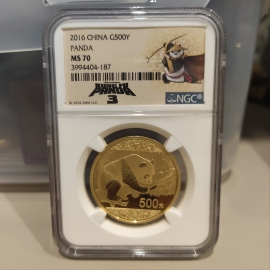 2016 CHINA G500Y
PANDA
MS 70
3994404-187
KUNG FU
PANDA
3
NGC
500元